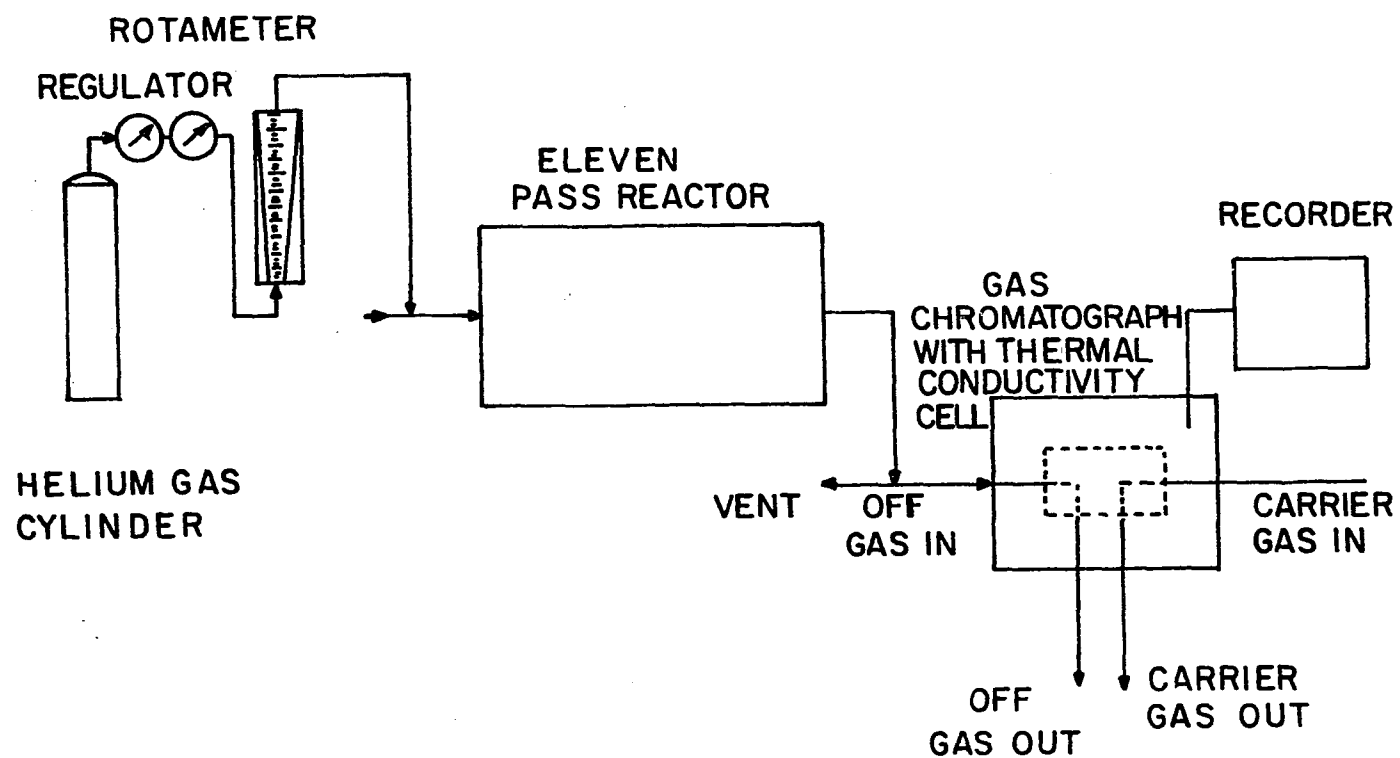 ROTAMETER
REGULATOR
ELEVEN
PASS REACTOR
RECORDER
GAS
CHROMATOGRAPH
WITH THERMAL
CONDUCTIVITY
CELL
HELIUM GAS
CYLINDER
VENT
OFF
GAS IN
CARRIER
GAS IN
OFF
GAS OUT
CARRIER
GAS OUT